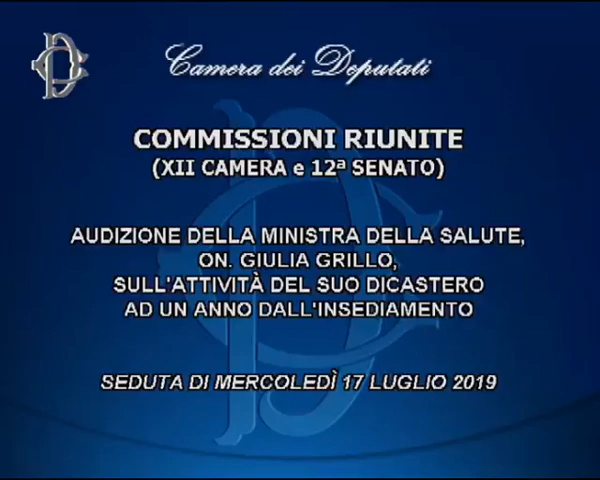 Camera dei Deputati
COMMISSIONI RIUNITE
(XII CAMERA e 12ª SENATO)
AUDIZIONE DELLA MINISTRA DELLA SALUTE,
ON. GIULIA GRILLO,
SULL'ATTIVITÀ DEL SUO DICASTERO
AD UN ANNO DALL'INSEDIAMENTO
SEDUTA DI MERCOLEDÌ 17 LUGLIO 2019